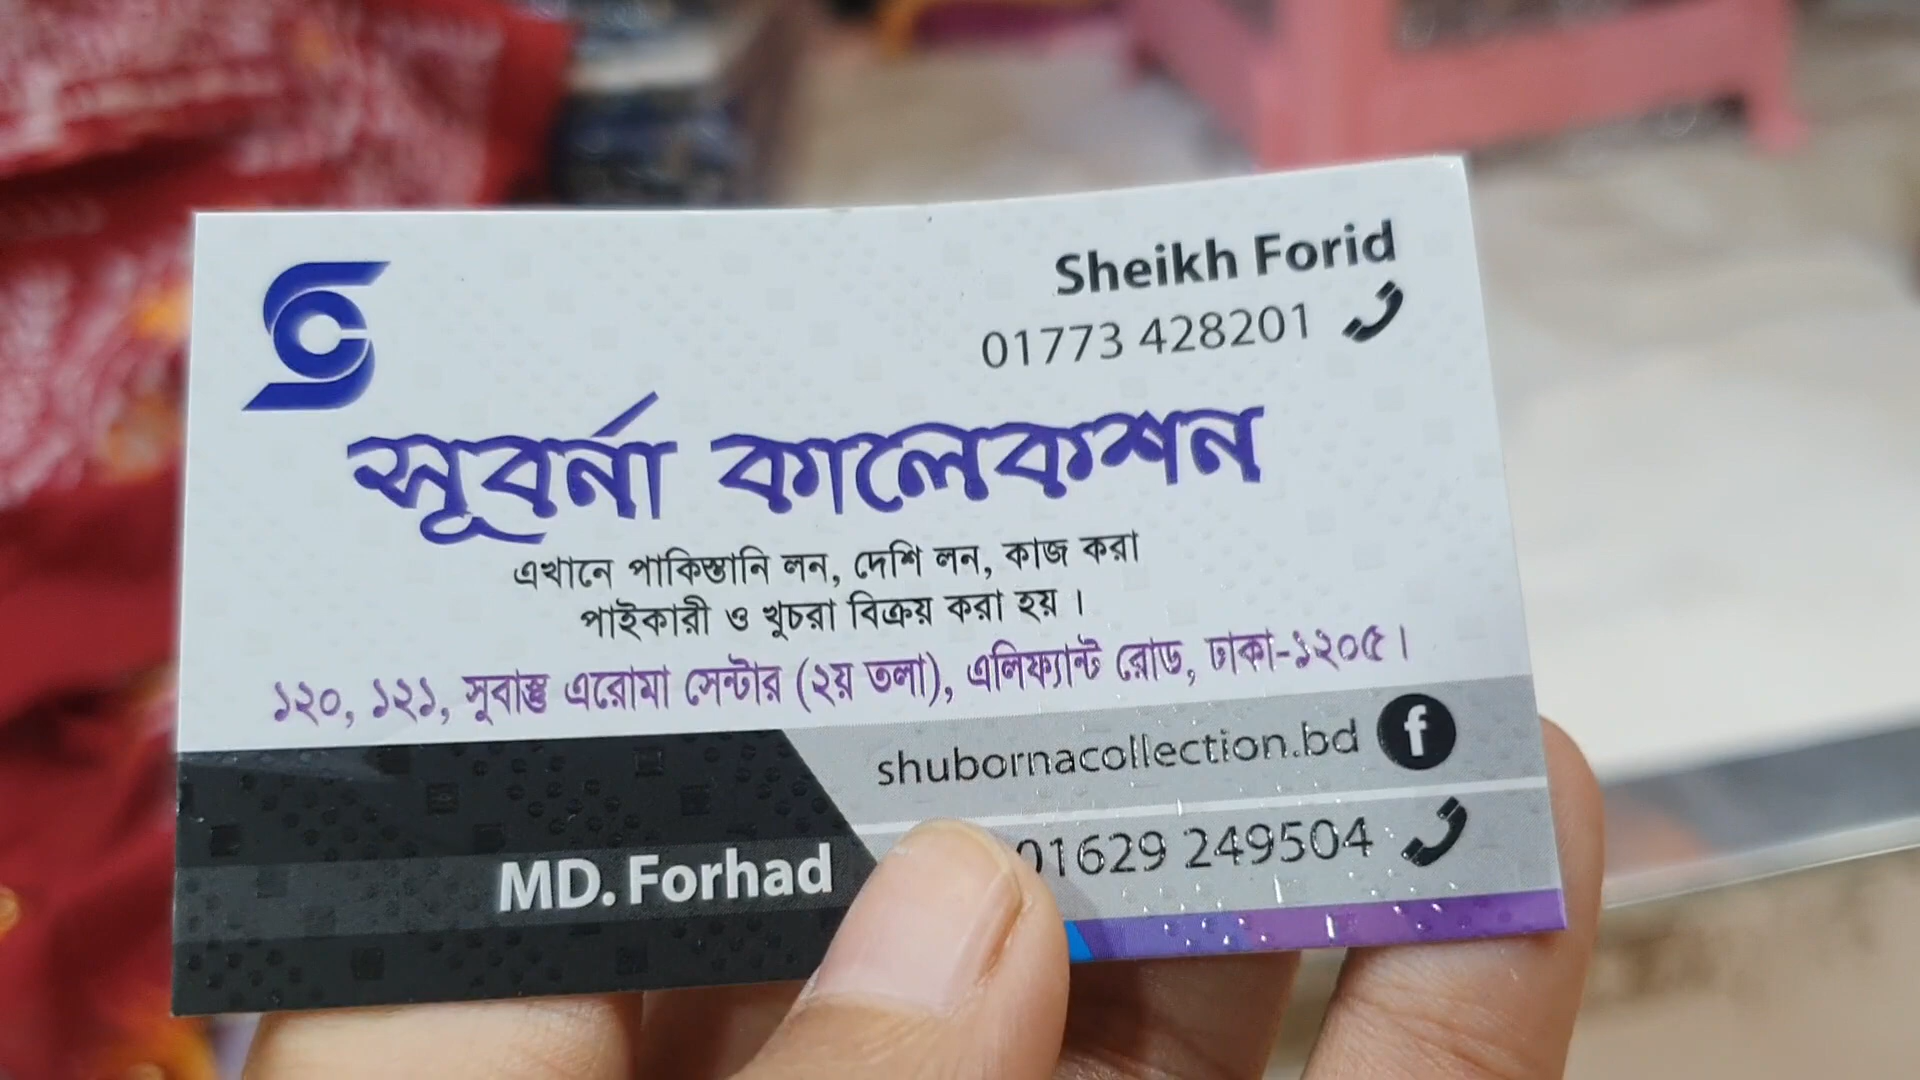 Sheikh Forid
01773 428201
সূবর্না কালেকশন
এখানে পাকিস্তানি লন, দেশি লন, কাজ করা
পাইকারী ও খুচরা বিক্রয় করা হয় ।
১২০, ১২১, সুবাস্তু এরোমা সেন্টার (২য় তলা), এলিফ্যান্ট রোড, ঢাকা-১২০৫ ।
shubornacollection.bd
MD. Forhad 01629 249504